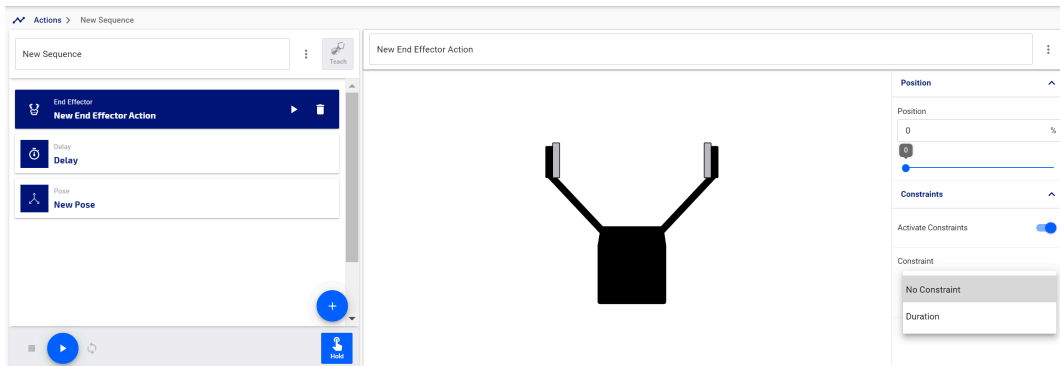 Actions > New Sequence
New Sequence
Teach
End Effector
New End Effector Action
Delay
Delay
Pose
New Pose
+
Hold
New End Effector Action
Position
Position
0 %
0
Constraints
Activate Constraints
Constraint
No Constraint
Duration